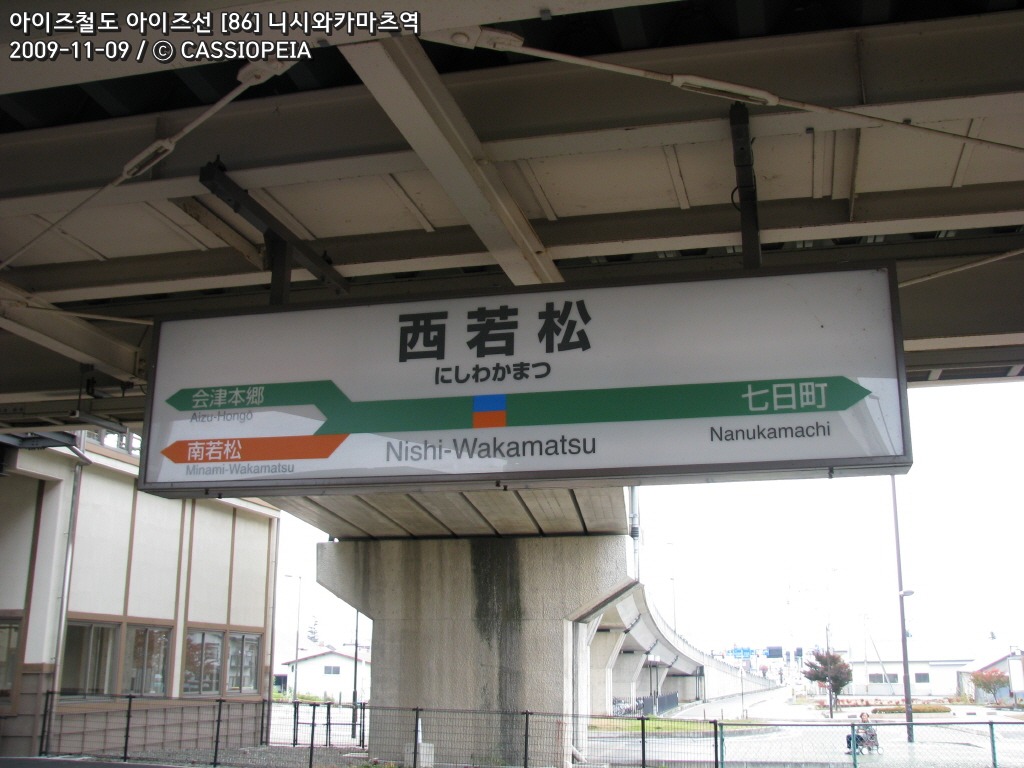 아이즈철도 아이즈선 [86] 니시와카마츠역
2009-11-09 / © CASSIOPEIA
西若松
にしわかまつ
会津本郷
Aizu-Hongō
七日町
南若松
Minami-Wakamatsu
Nishi-Wakamatsu
Nanukamachi